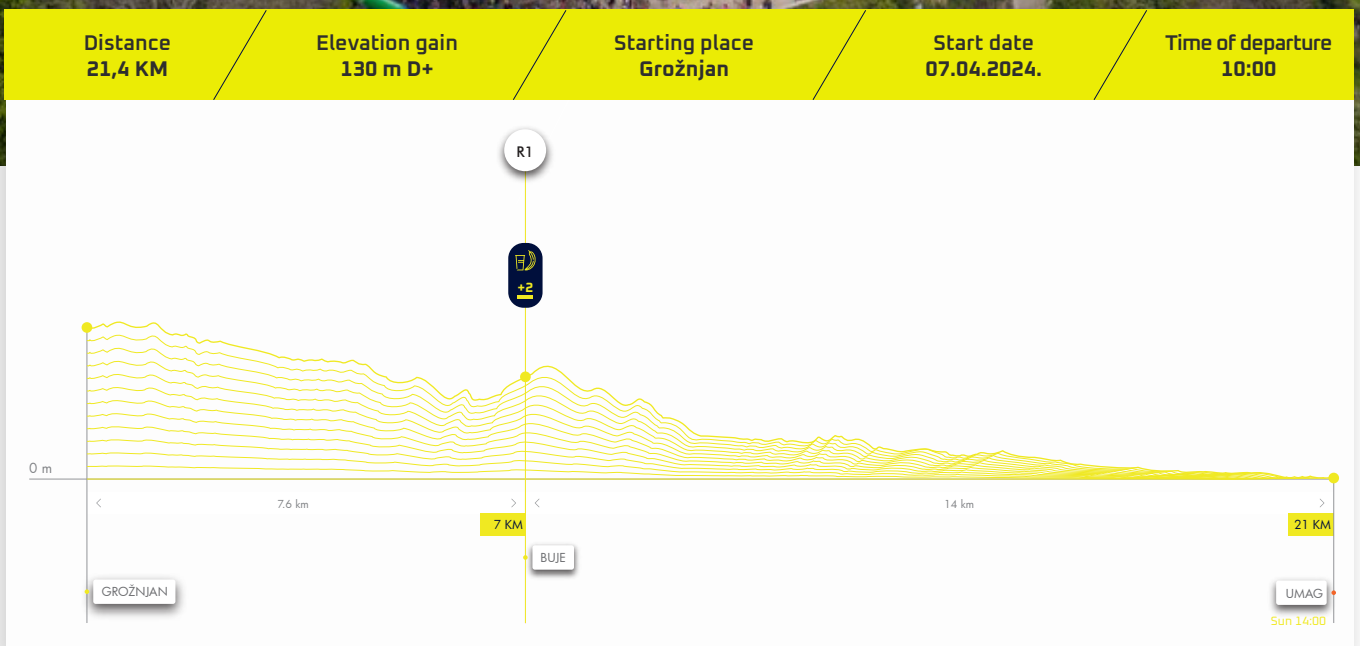 Distance
21,4 KM
Elevation gain
130 m D+
Starting place
Grožnjan
Start date
07.04.2024.
Time of departure
10:00
R1
+2
0 m
7.6 km
14 km
7 KM
21 KM
BUJE
GROŽNJAN
UMAG
Sun 14:00